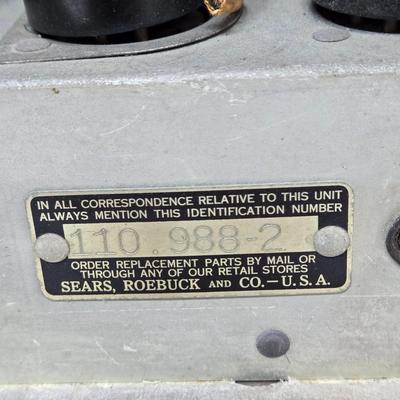 IN ALL CORRESPONDENCE RELATIVE TO THIS UNIT
ALWAYS MENTION THIS IDENTIFICATION NUMBER
110.988-2
ORDER REPLACEMENT PARTS BY MAIL OR
THROUGH ANY OF OUR RETAIL STORES
SEARS, ROEBUCK AND CO.—U.S.A.